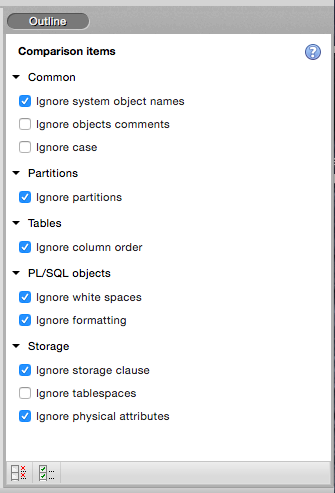 Outline
Comparison items
?
Common
Ignore system object names
Ignore objects comments
Ignore case
Partitions
Ignore partitions
Tables
Ignore column order
PL/SQL objects
Ignore white spaces
Ignore formatting
Storage
Ignore storage clause
Ignore tablespaces
Ignore physical attributes